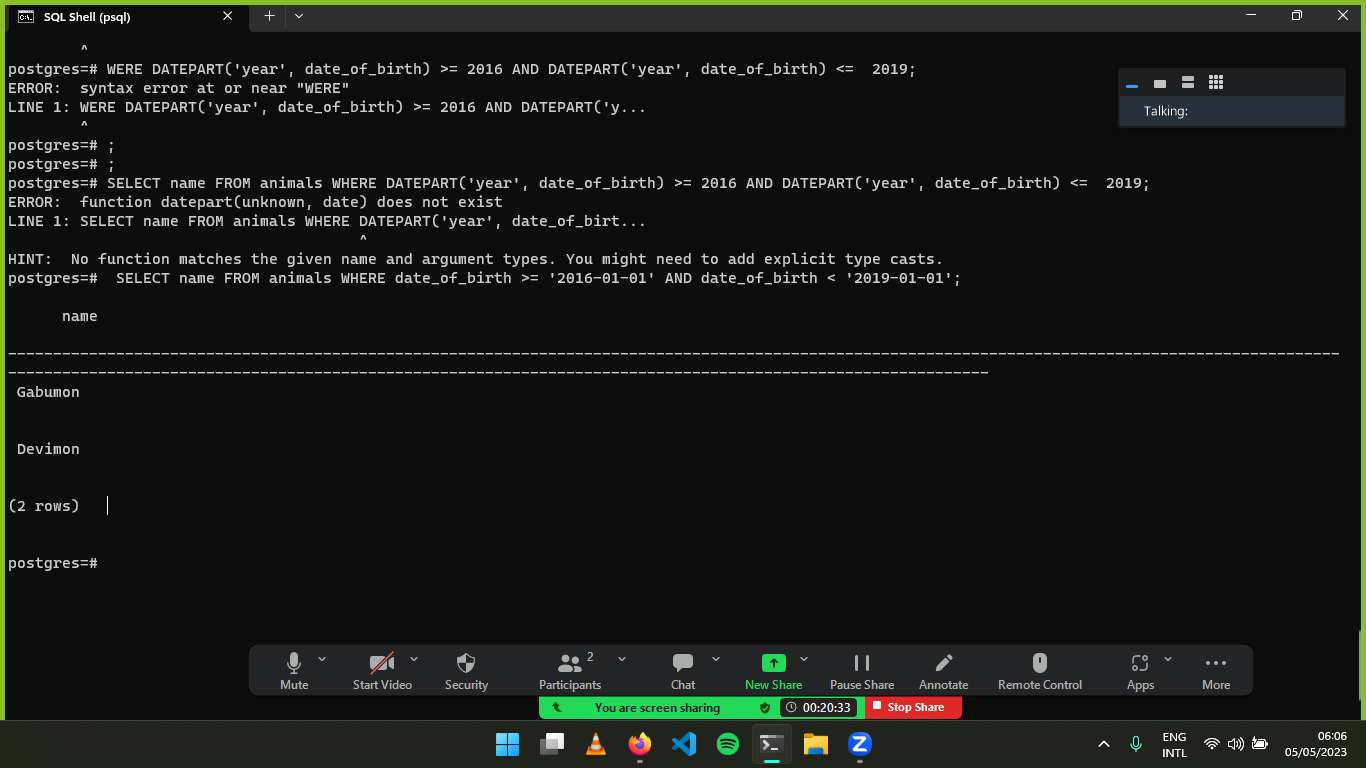 SQL Shell (psql)
^
postgres=# WERE DATEPART('year', date_of_birth) >= 2016 AND DATEPART('year', date_of_birth) <=  2019;
ERROR:  syntax error at or near "WERE"
LINE 1: WERE DATEPART('year', date_of_birth) >= 2016 AND DATEPART('y...
^
postgres=# ;
postgres=# ;
postgres=# SELECT name FROM animals WHERE DATEPART('year', date_of_birth) >= 2016 AND DATEPART('year', date_of_birth) <=  2019;
ERROR:  function datepart(unknown, date) does not exist
LINE 1: SELECT name FROM animals WHERE DATEPART('year', date_of_birt...
^
HINT:  No function matches the given name and argument types. You might need to add explicit type casts.
postgres=#  SELECT name FROM animals WHERE date_of_birth >= '2016-01-01' AND date_of_birth < '2019-01-01';
name
Gabumon
Devimon
(2 rows)
postgres=#
Talking:
Mute
Start Video
Security
2
Participants
Chat
New Share
Pause Share
Annotate
Remote Control
Apps
More
You are screen sharing
00:20:33
Stop Share
ENG
INTL
06:06
05/05/2023